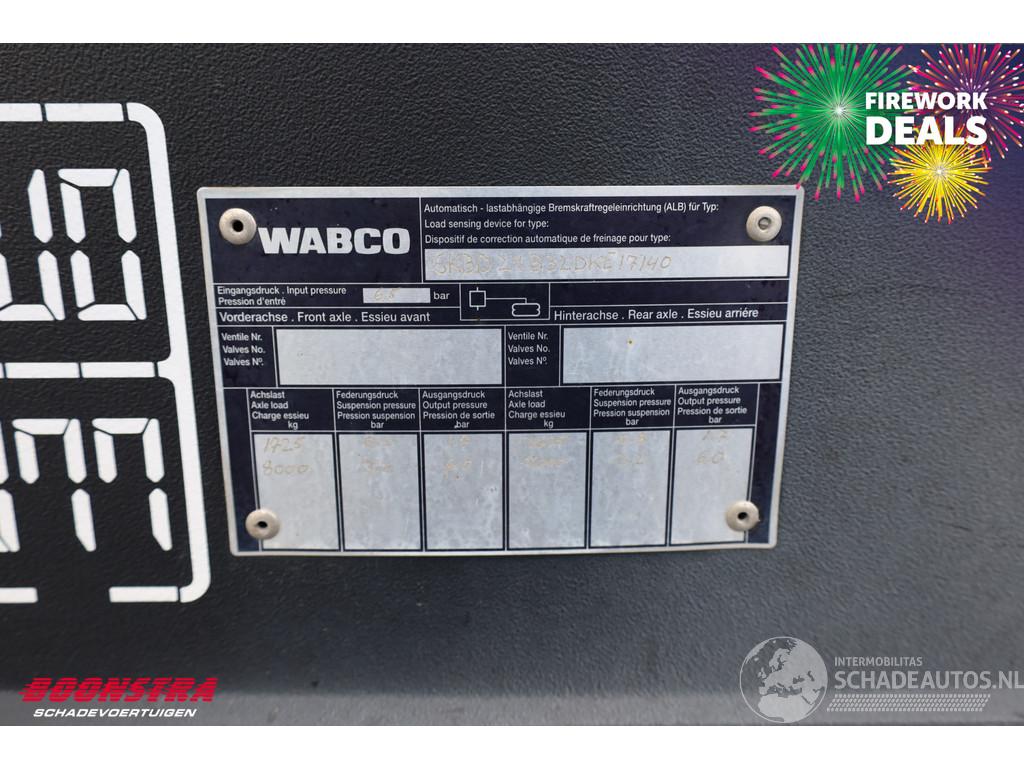 FIREWORK
DEALS
WABCO
Automatisch - lastabhängige Bremskraftregeleinrichtung (ALB) für Typ:
Load sensing device for type:
Dispositif de correction automatique de freinage pour type:
Eingangsdruck . Input pressure
Pression d'entré
bar
Vorderachse . Front axle . Essieu avant
Hinterachse . Rear axle . Essieu arriére
Ventile Nr.
Valves No.
Valves Nº.
Ventile Nr.
Valves No.
Valves Nº.
Achslast
Axle load
Charge essieu
kg
Federungsdruck
Suspension pressure
Pression suspension
bar
Ausgangsdruck
Output pressure
Pression de sortie
bar
Achslast
Axle load
Charge essieu
kg
Federungsdruck
Suspension pressure
Pression suspension
bar
Ausgangsdruck
Output pressure
Pression de sortie
bar
1725
8000
6.0
BOONSTRA
SCHADEVOERTUIGEN
INTERMOBILITAS
SCHADEAUTOS.NL